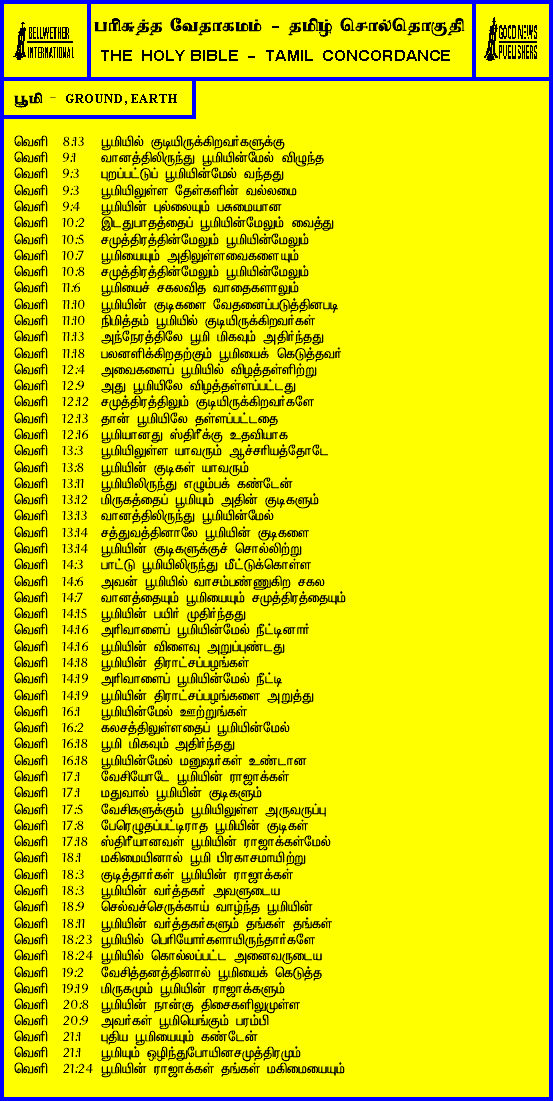 BELLWETHER
INTERNATIONAL
பரிசுத்த வேதாகமம் - தமிழ் சொல்தொகுதி
THE HOLY BIBLE - TAMIL CONCORDANCE
GOOD NEWS
PUBLISHERS
பூமி - GROUND, EARTH
வெளி 8:13 பூமியில் குடியிருக்கிறவர்களுக்கு
வெளி 9:1 வானத்திலிருந்து பூமியின்மேல் விழுந்த
வெளி 9:3 புறப்பட்டுப் பூமியின்மேல் வந்தது
வெளி 9:3 பூமியிலுள்ள தேள்களின் வல்லமை
வெளி 9:4 பூமியின் புல்லையும் பசுமையான
வெளி 10:2 இடதுபாதத்தைப் பூமியின்மேலும் வைத்து
வெளி 10:5 சமுத்திரத்தின்மேலும் பூமியின்மேலும்
வெளி 10:7 பூமியையும் அதிலுள்ளவைகளையும்
வெளி 10:8 சமுத்திரத்தின்மேலும் பூமியின்மேலும்
வெளி 11:6 பூமியைச் சகலவித வாதைகளாலும்
வெளி 11:10 பூமியின் குடிகளை வேதனைப்படுத்தினபடி
வெளி 11:10 நிமித்தம் பூமியில் குடியிருக்கிறவர்கள்
வெளி 11:13 அந்நேரத்திலே பூமி மிகவும் அதிர்ந்தது
வெளி 11:18 பலனளிக்கிறதற்கும் பூமியைக் கெடுத்தவர்
வெளி 12:4 அவைகளைப் பூமியில் விழத்தள்ளிற்று
வெளி 12:9 அது பூமியிலே விழத்தள்ளப்பட்டது
வெளி 12:12 சமுத்திரத்திலும் குடியிருக்கிறவர்களே
வெளி 12:13 தான் பூமியிலே தள்ளப்பட்டதை
வெளி 12:16 பூமியானது ஸ்திரீக்கு உதவியாக
வெளி 13:3 பூமியிலுள்ள யாவரும் ஆச்சரியத்தோடே
வெளி 13:8 பூமியின் குடிகள் யாவரும்
வெளி 13:11 பூமியிலிருந்து எழும்பக் கண்டேன்
வெளி 13:12 மிருகத்தைப் பூமியும் அதின் குடிகளும்
வெளி 13:13 வானத்திலிருந்து பூமியின்மேல்
வெளி 13:14 சத்துவத்தினாலே பூமியின் குடிகளை
வெளி 13:14 பூமியின் குடிகளுக்குச் சொல்லிற்று
வெளி 14:3 பாட்டு பூமியிலிருந்து மீட்டுக்கொள்ள
வெளி 14:6 அவன் பூமியில் வாசம்பண்ணுகிற சகல
வெளி 14:7 வானத்தையும் பூமியையும் சமுத்திரத்தையும்
வெளி 14:15 பூமியின் பயிர் முதிர்ந்தது
வெளி 14:16 அரிவாளைப் பூமியின்மேல் நீட்டினார்
வெளி 14:16 பூமியின் விளைவு அறுப்புண்டது
வெளி 14:18 பூமியின் திராட்சப்பழங்கள்
வெளி 14:19 அரிவாளைப் பூமியின்மேல் நீட்டி
வெளி 14:19 பூமியின் திராட்சப்பழங்களை அறுத்து
வெளி 16:1 பூமியின்மேல் ஊற்றுங்கள்
வெளி 16:2 கலசத்திலுள்ளதைப் பூமியின்மேல்
வெளி 16:18 பூமி மிகவும் அதிர்ந்தது
வெளி 16:18 பூமியின்மேல் மனுஷர்கள் உண்டான
வெளி 17:1 வேசியோடே பூமியின் ராஜாக்கள்
வெளி 17:1 மதுவால் பூமியின் குடிகளும்
வெளி 17:5 வேசிகளுக்கும் பூமியிலுள்ள அருவருப்பு
வெளி 17:8 பேரெழுதப்பட்டிராத பூமியின் குடிகள்
வெளி 17:18 ஸ்திரீயானவள் பூமியின் ராஜாக்கள்மேல்
வெளி 18:1 மகிமையினால் பூமி பிரகாசமாயிற்று
வெளி 18:3 குடித்தார்கள் பூமியின் ராஜாக்கள்
வெளி 18:3 பூமியின் வர்த்தகர் அவளுடைய
வெளி 18:9 செல்வச்செருக்காய் வாழ்ந்த பூமியின்
வெளி 18:11 பூமியின் வர்த்தகர்களும் தங்கள் தங்கள்
வெளி 18:23 பூமியில் பெரியோர்களாயிருந்தார்களே
வெளி 18:24 பூமியில் கொல்லப்பட்ட அனைவருடைய
வெளி 19:2 வேசித்தனத்தினால் பூமியைக் கெடுத்த
வெளி 19:19 மிருகமும் பூமியின் ராஜாக்களும்
வெளி 20:8 பூமியின் நான்கு திசைகளிலுமுள்ள
வெளி 20:9 அவர்கள் பூமியெங்கும் பரம்பி
வெளி 21:1 புதிய பூமியையும் கண்டேன்
வெளி 21:1 பூமியும் ஒழிந்துபோயினசமுத்திரமும்
வெளி 21:24 பூமியின் ராஜாக்கள் தங்கள் மகிமையையும்